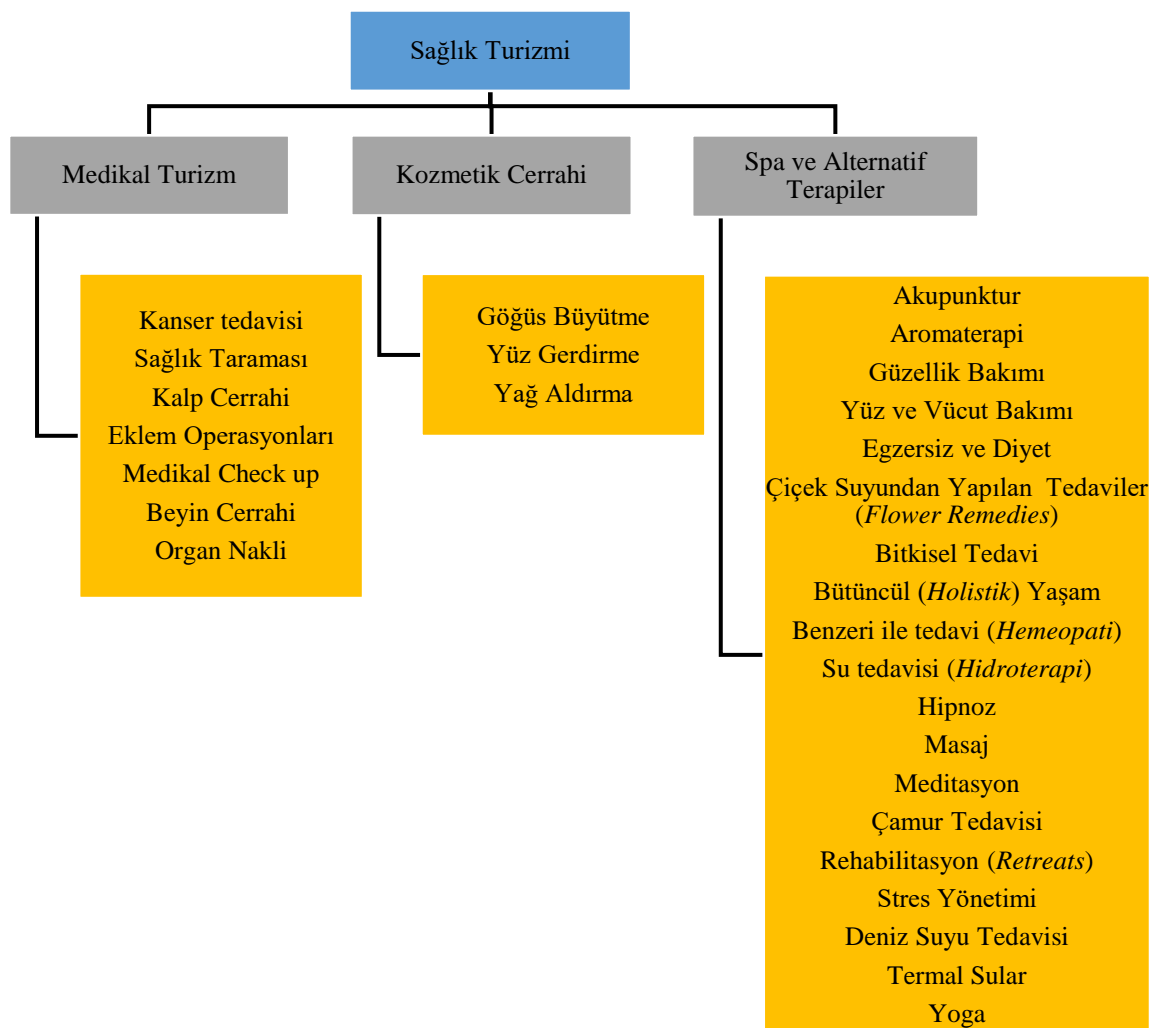 Sağlık Turizmi
Medikal Turizm
Kozmetik Cerrahi
Spa ve Alternatif
Terapiler
Kanser tedavisi
Sağlık Taraması
Kalp Cerrahi
Eklem Operasyonları
Medikal Check up
Beyin Cerrahi
Organ Nakli
Göğüs Büyütme
Yüz Gerdirme
Yağ Aldırma
Akupunktur
Aromaterapi
Güzellik Bakımı
Yüz ve Vücut Bakımı
Egzersiz ve Diyet
Çiçek Suyundan Yapılan Tedaviler
(Flower Remedies)
Bitkisel Tedavi
Bütüncül (Holistik) Yaşam
Benzeri ile tedavi (Hemeopati)
Su tedavisi (Hidroterapi)
Hipnoz
Masaj
Meditasyon
Çamur Tedavisi
Rehabilitasyon (Retreats)
Stres Yönetimi
Deniz Suyu Tedavisi
Termal Sular
Yoga